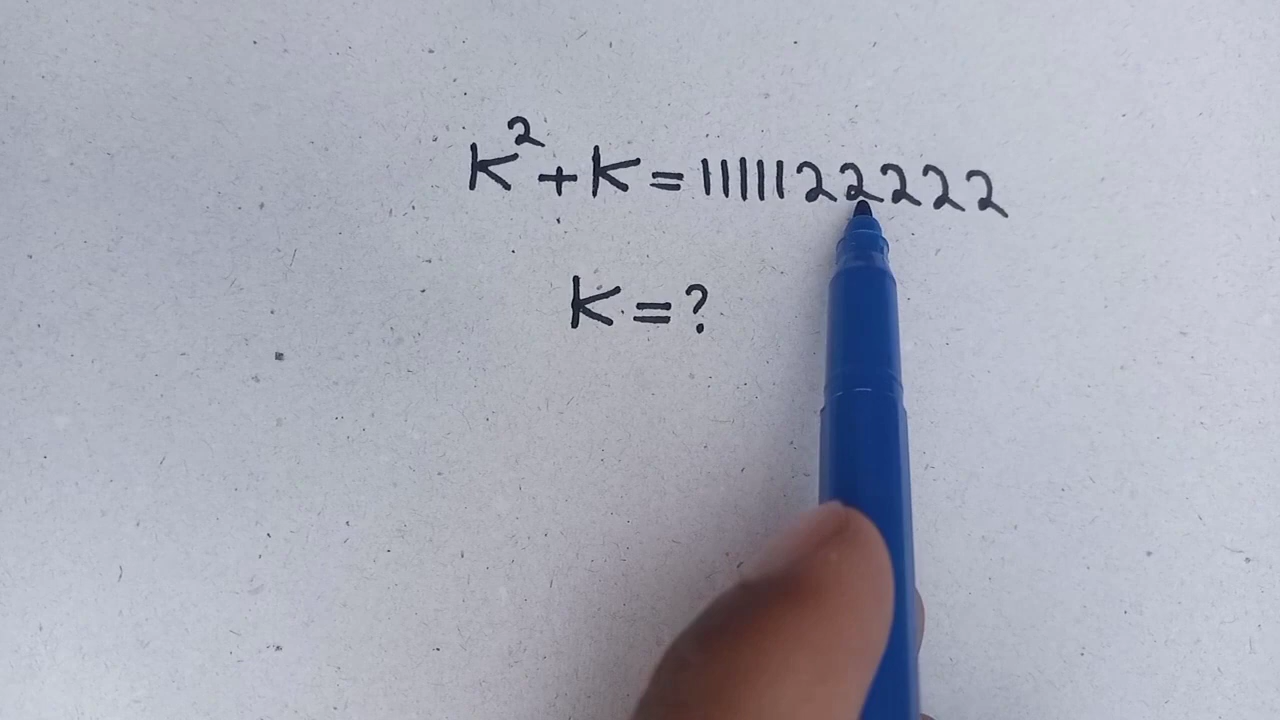 K² + K = 1111122222
K = ?